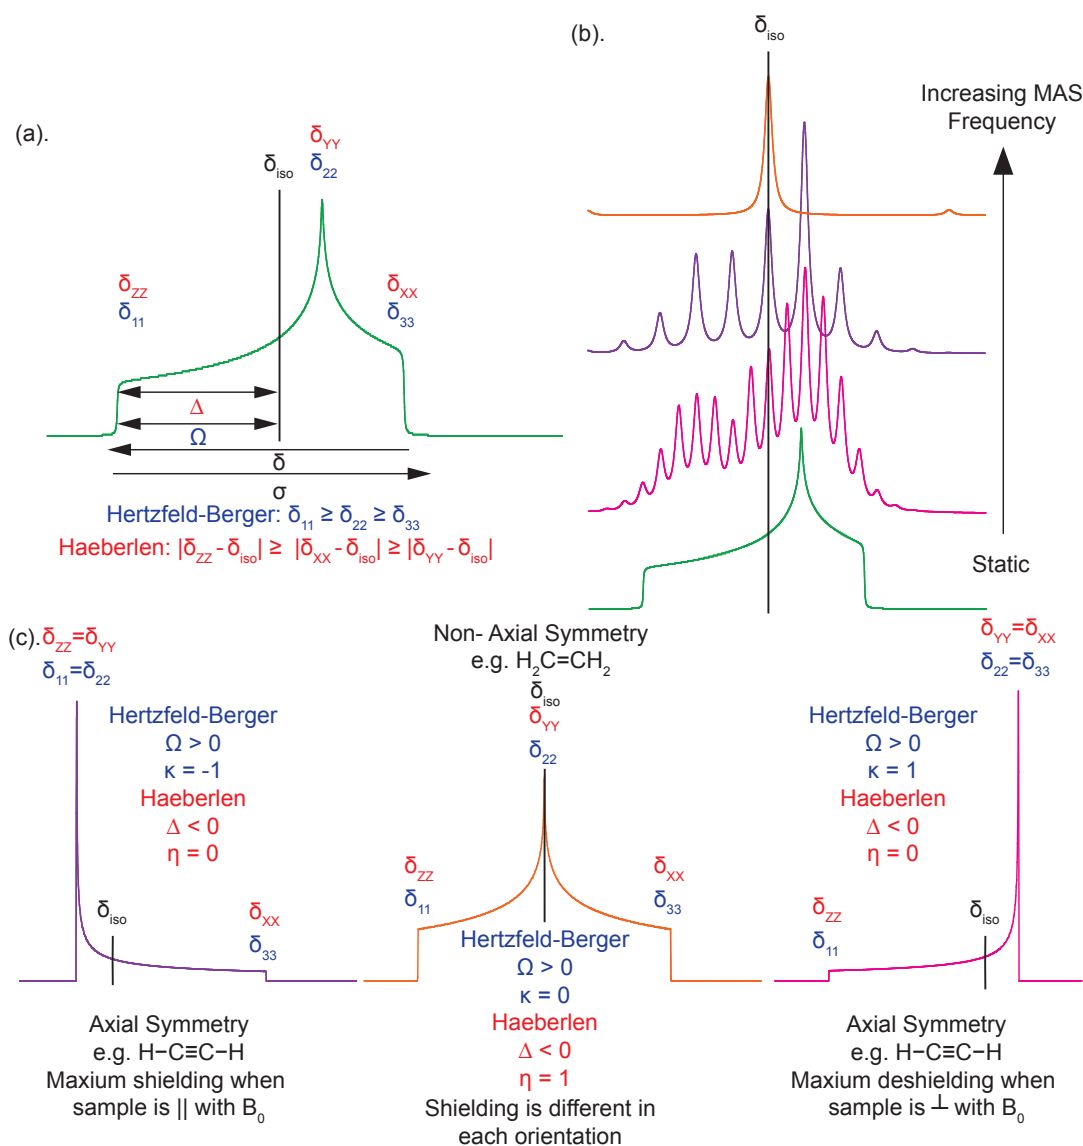 (a).
δiso
δYY
δ22
δZZ
δ11
δXX
δ33
Δ
Ω
δ
σ
Hertzfeld-Berger: δ11 ≥ δ22 ≥ δ33
Haeberlen: |δZZ - δiso| ≥ |δXX - δiso| ≥ |δYY - δiso|
(b).
δiso
Increasing MAS
Frequency
Static
(c).
δZZ=δYY
δ11=δ22
Hertzfeld-Berger
Ω > 0
κ = -1
Haeberlen
Δ < 0
η = 0
δiso
δXX
δ33
Axial Symmetry
e.g. H−C≡C−H
Maxium shielding when
sample is || with B0
Non- Axial Symmetry
e.g. H2C=CH2
δiso
δYY
δ22
δZZ
δ11
δXX
δ33
Hertzfeld-Berger
Ω > 0
κ = 0
Haeberlen
Δ < 0
η = 1
Shielding is different in
each orientation
δYY=δXX
δ22=δ33
Hertzfeld-Berger
Ω > 0
κ = 1
Haeberlen
Δ < 0
η = 0
δZZ
δ11
δiso
Axial Symmetry
e.g. H−C≡C−H
Maxium deshielding when
sample is ⊥ with B0